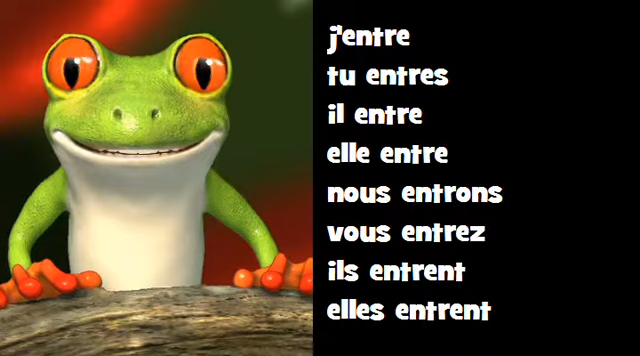 j'entre
tu entres
il entre
elle entre
nous entrons
vous entrez
ils entrent
elles entrent